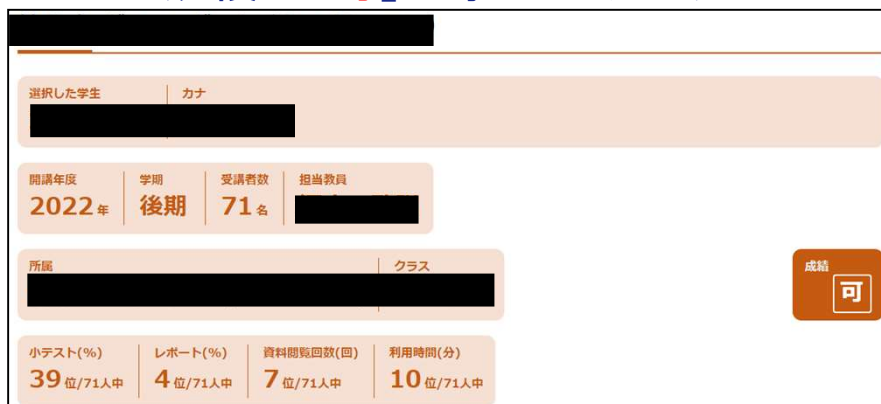 選択した学生 カナ
開講年度 学期 受講者数 担当教員
2022年 後期 71名
所属 クラス
成績
可
小テスト(%) レポート(%) 資料閲覧回数(回) 利用時間(分)
39位/71人中 4位/71人中 7位/71人中 10位/71人中